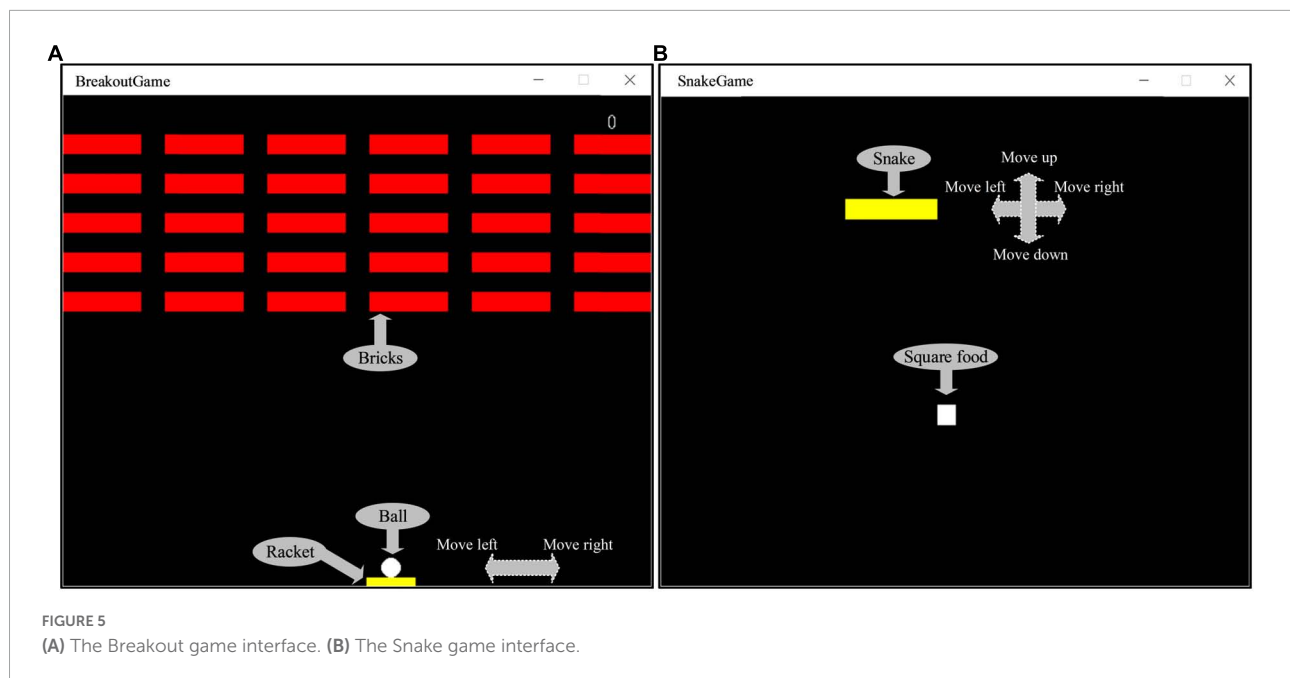 A
BreakoutGame
0
Bricks
Ball
Racket
Move left
Move right
B
SnakeGame
Snake
Move up
Move left
Move right
Move down
Square food
FIGURE 5
(A) The Breakout game interface. (B) The Snake game interface.